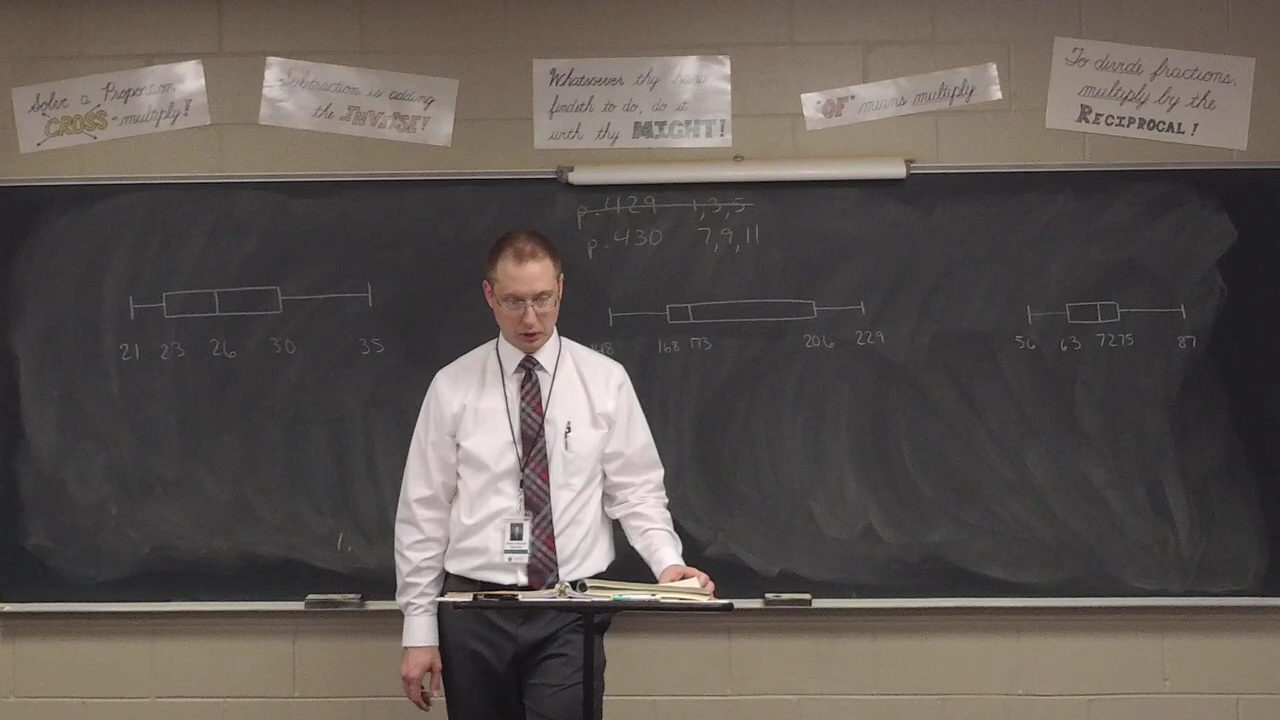 Solve a Proportion
"CROSS"-multiply!
Subtraction is adding
the INVERSE!
Whatsoever thy hand
findeth to do, do it
with thy MIGHT!
"OF" means multiply
To divide fractions,
multiply by the
RECIPROCAL!
p. 429 1,3,5
p. 430 7,9,11
21 23 26 30 35
168 173 206 229
56 63 72 75 87
1.